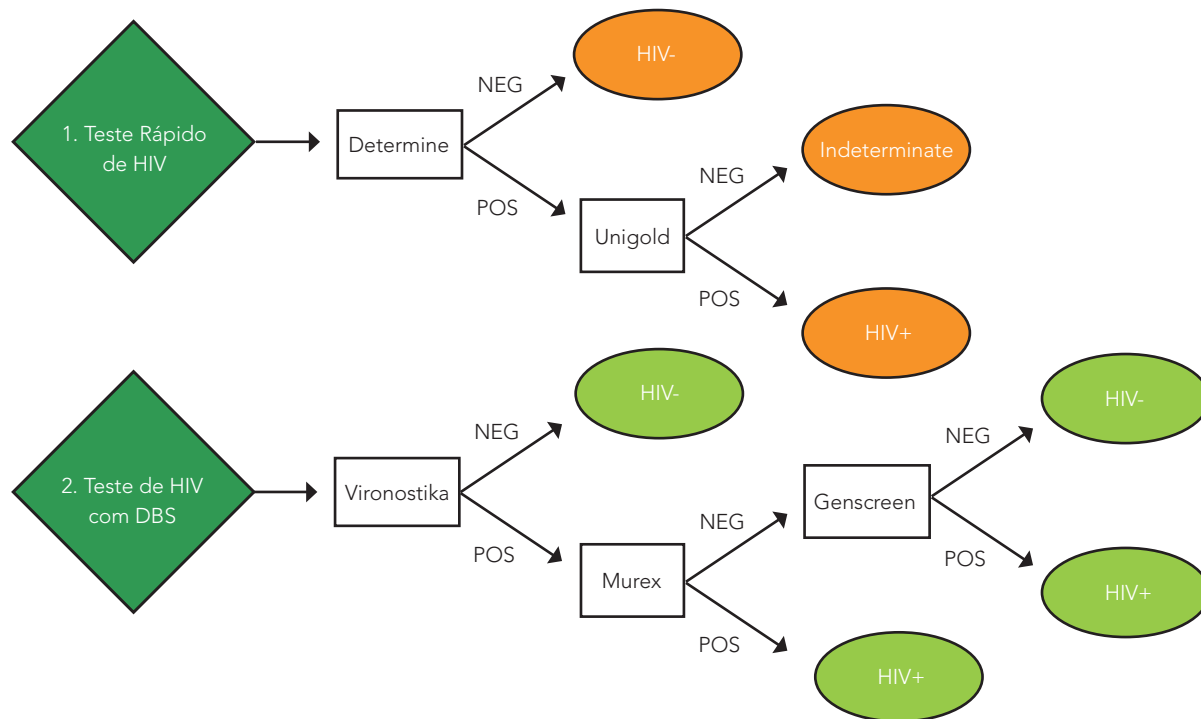 HIV-
NEG
1. Teste Rápido
de HIV
Determine
Indeterminate
NEG
POS
Unigold
POS
HIV+
HIV-
HIV-
NEG
NEG
2. Teste de HIV
com DBS
Vironostika
Genscreen
NEG
POS
POS
Murex
HIV+
POS
HIV+